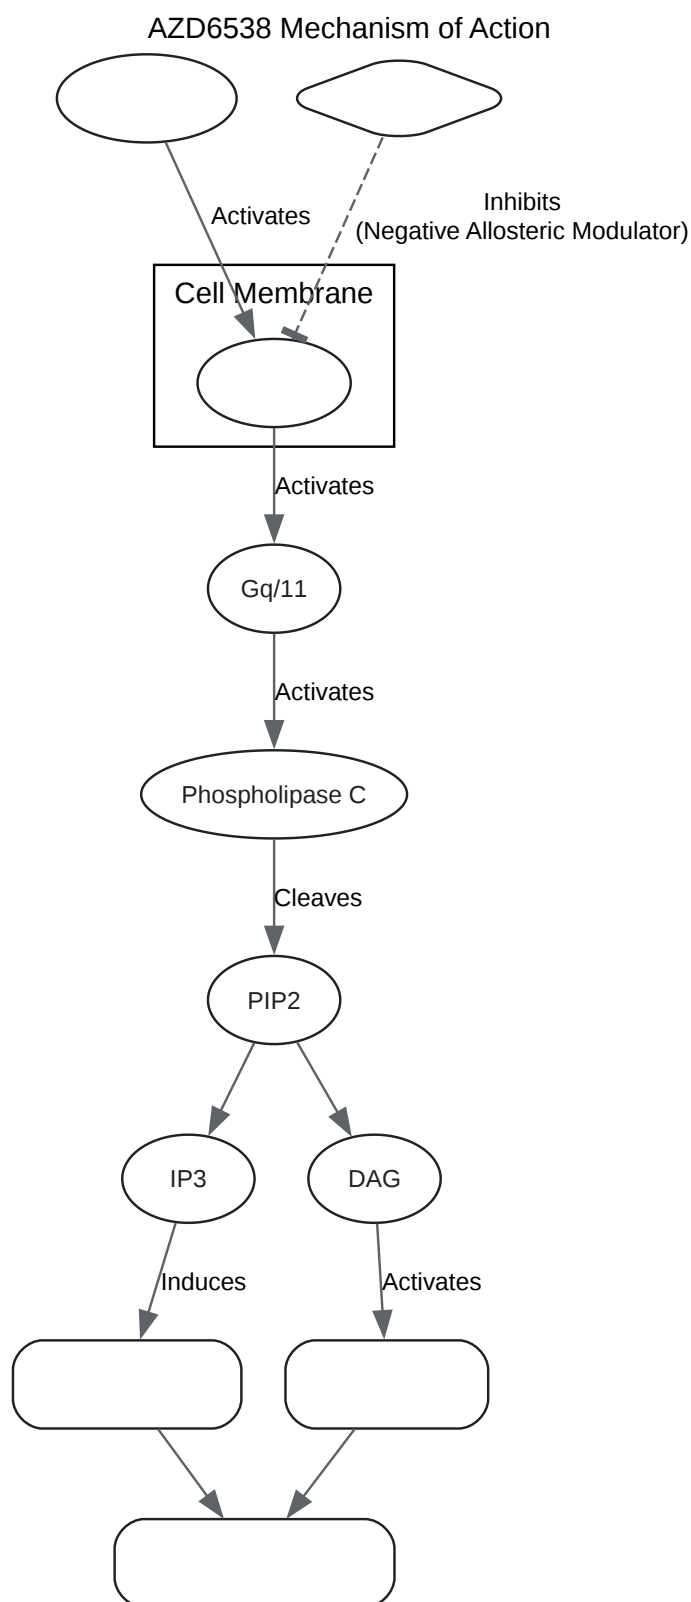 AZD6538 Mechanism of Action
Activates
Inhibits
(Negative Allosteric Modulator)
Cell Membrane
Activates
Gq/11
Activates
Phospholipase C
Cleaves
PIP2
IP3
DAG
Induces
Activates